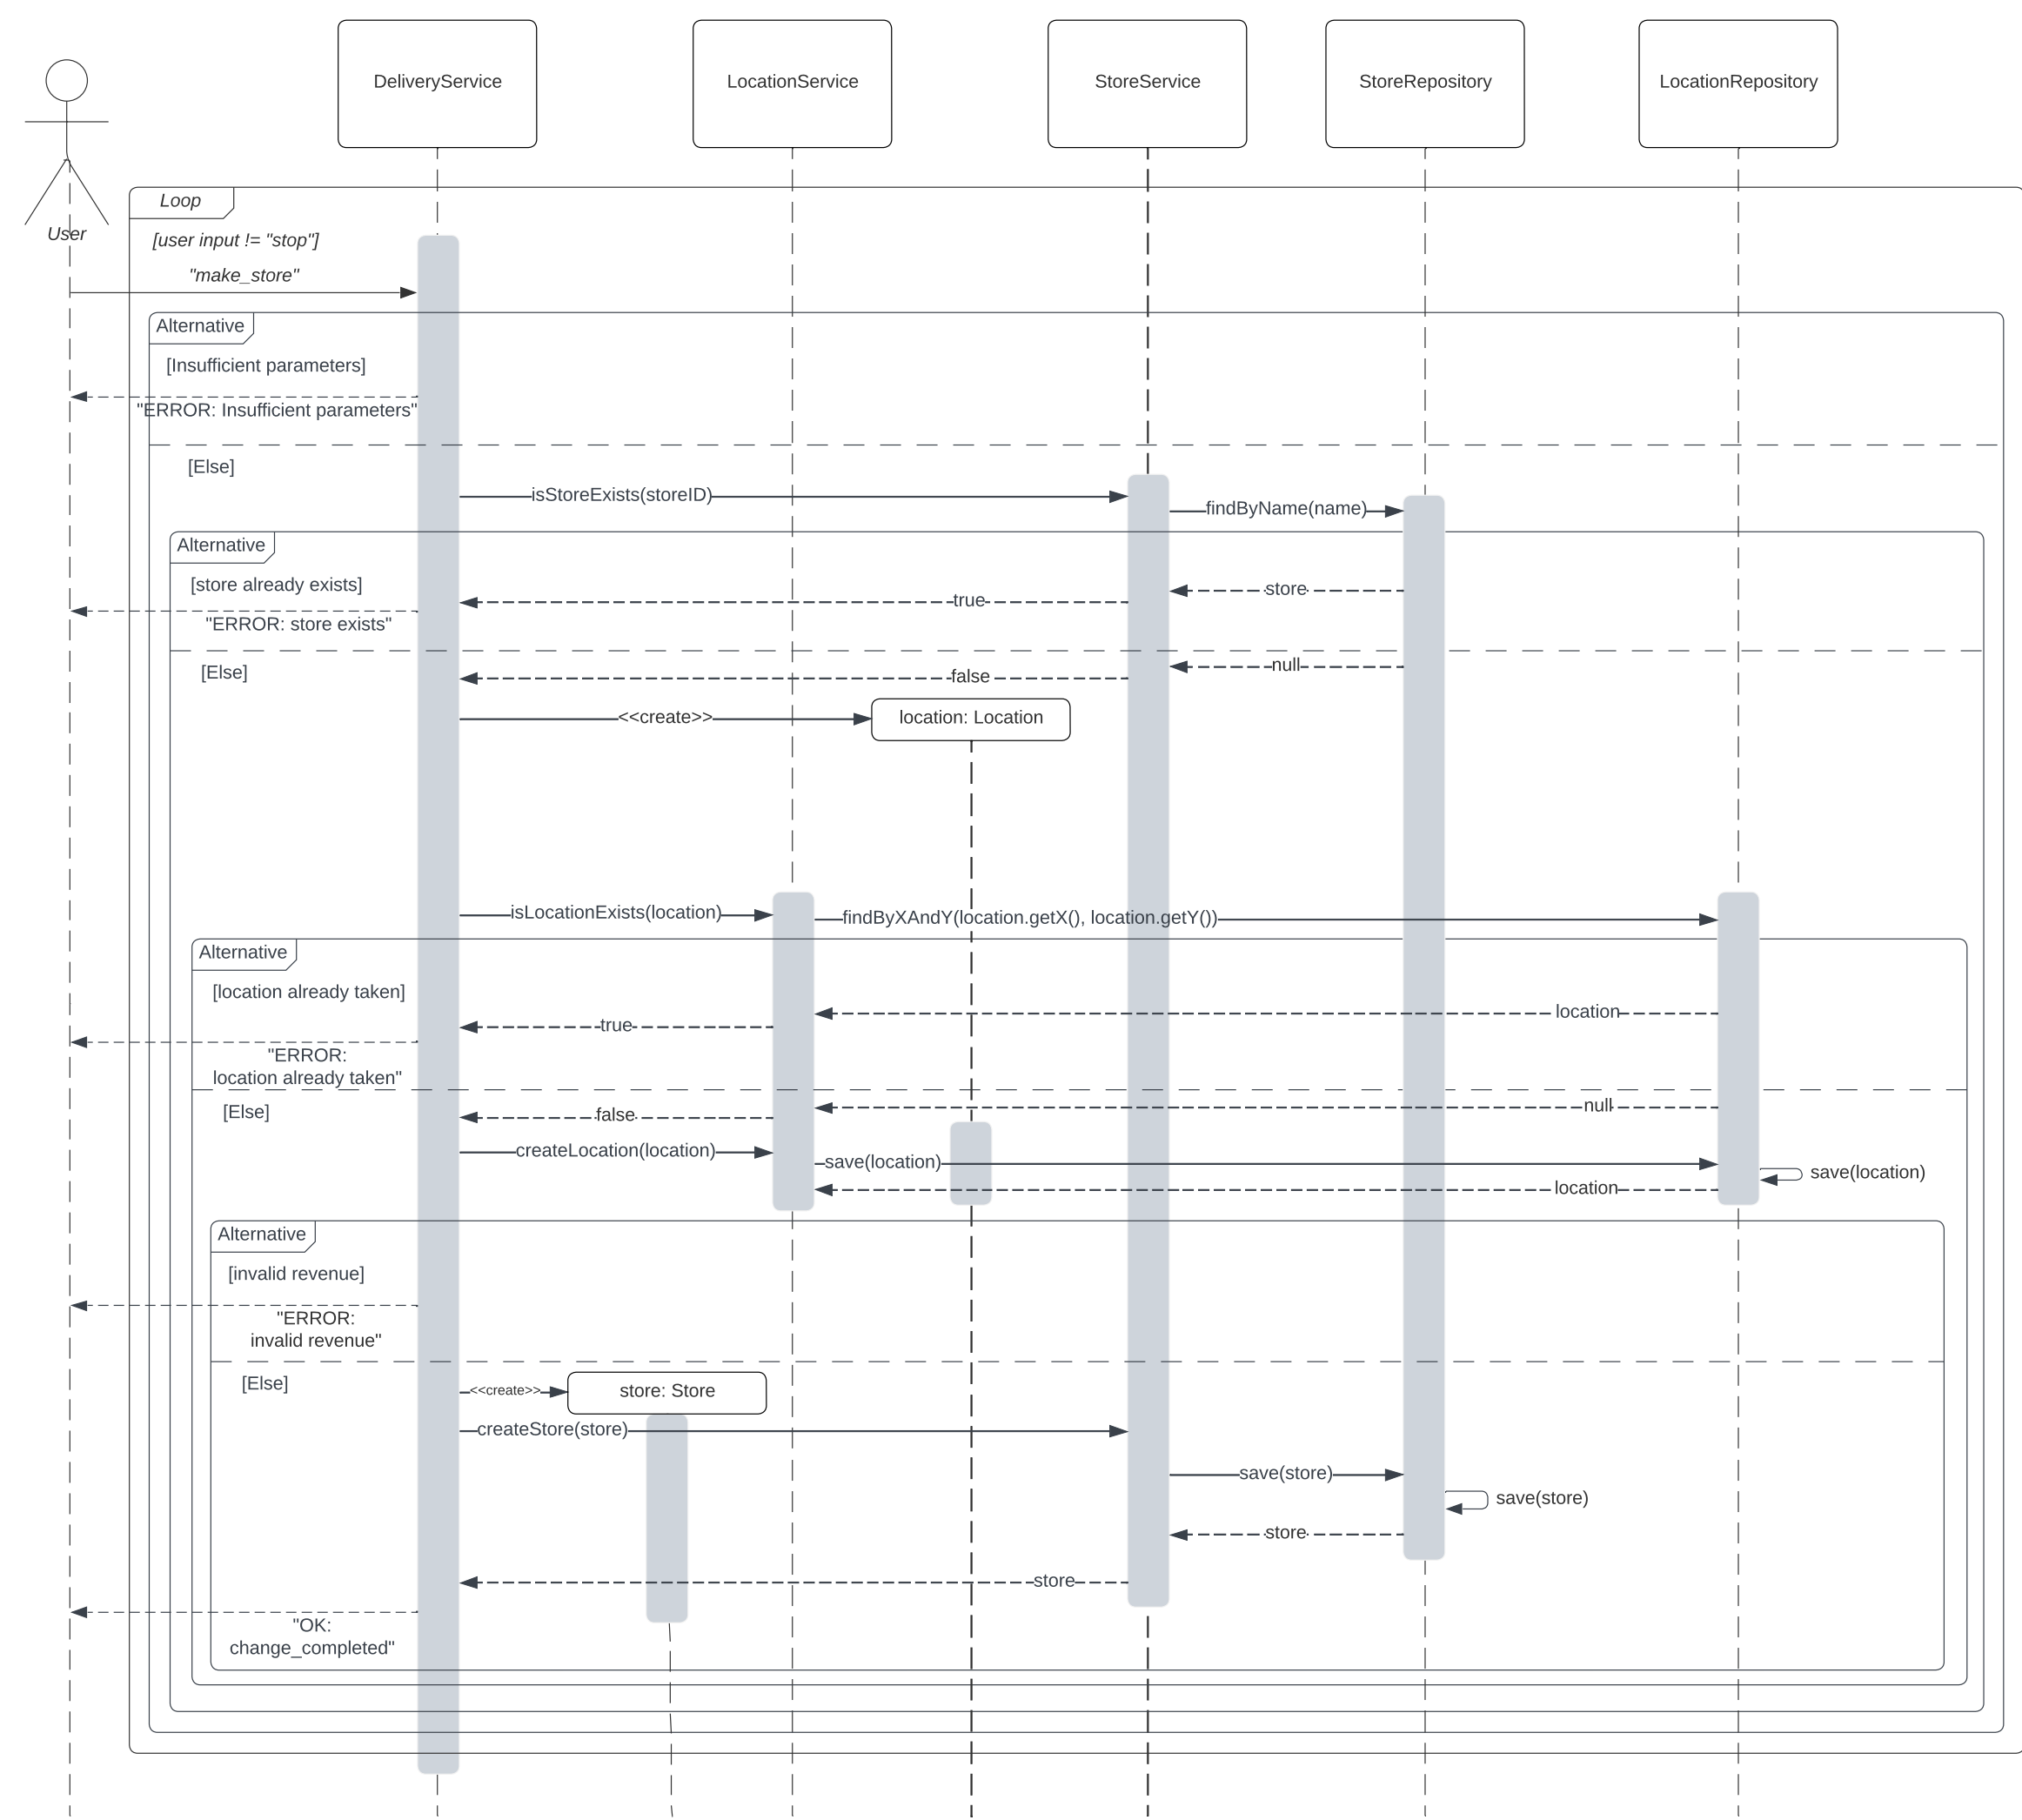 DeliveryService
LocationService
StoreService
StoreRepository
LocationRepository
Loop
User
[user input != "stop"]
"make_store"
Alternative
[Insufficient parameters]
"ERROR: Insufficient parameters"
[Else]
isStoreExists(storeID)
findByName(name)
Alternative
[store already exists]
store
true
"ERROR: store exists"
null
[Else]
false
<<create>>
location: Location
isLocationExists(location)
findByXAndY(location.getX(), location.getY())
Alternative
[location already taken]
location
true
"ERROR:
location already taken"
[Else]
null
false
createLocation(location)
save(location)
save(location)
location
Alternative
[invalid revenue]
"ERROR:
invalid revenue"
[Else]
<<create>>
store: Store
createStore(store)
save(store)
save(store)
store
store
"OK:
change_completed"